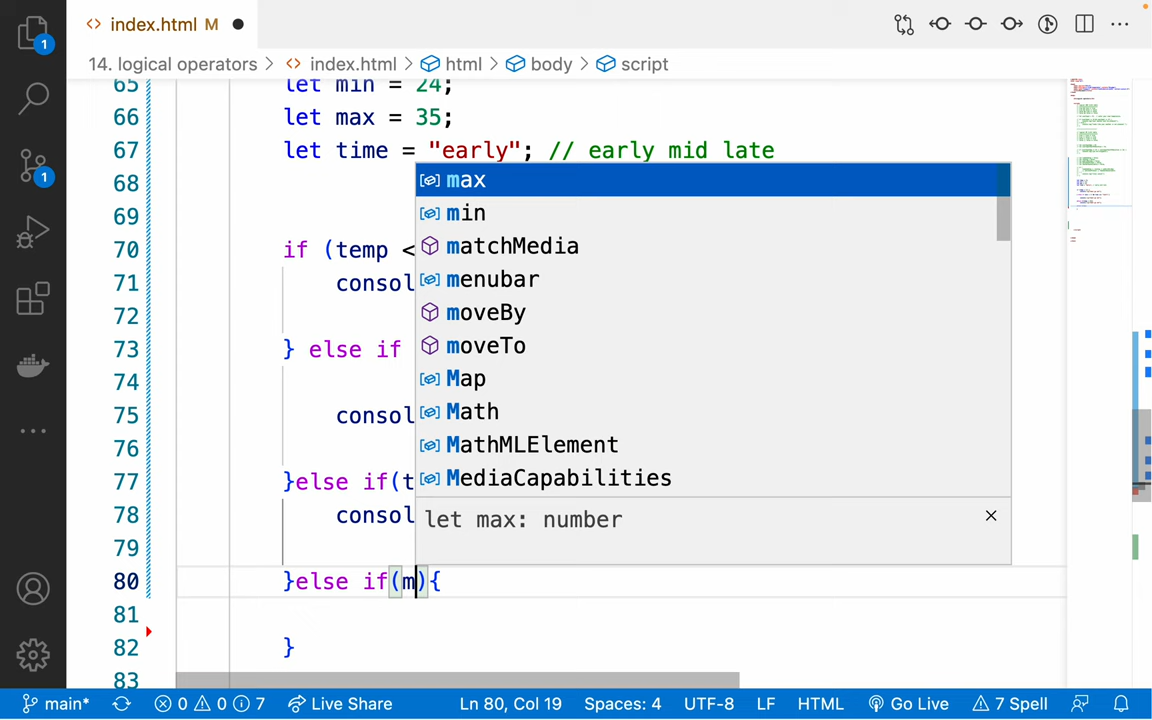 index.html M
14. logical operators > index.html > html > body > script
65 let min = 24;
66 let max = 35;
67 let time = "early"; // early mid late
68
69
70 if (temp <
71 consol
72
73 } else if
74
75 consol
76
77 }else if(t
78 consol
79
80 }else if(m){
81
82 }
83
max
min
matchMedia
menubar
moveBy
moveTo
Map
Math
MathMLElement
MediaCapabilities
let max: number
1
1
main* 0 0 7 Live Share Ln 80, Col 19 Spaces: 4 UTF-8 LF HTML Go Live 7 Spell